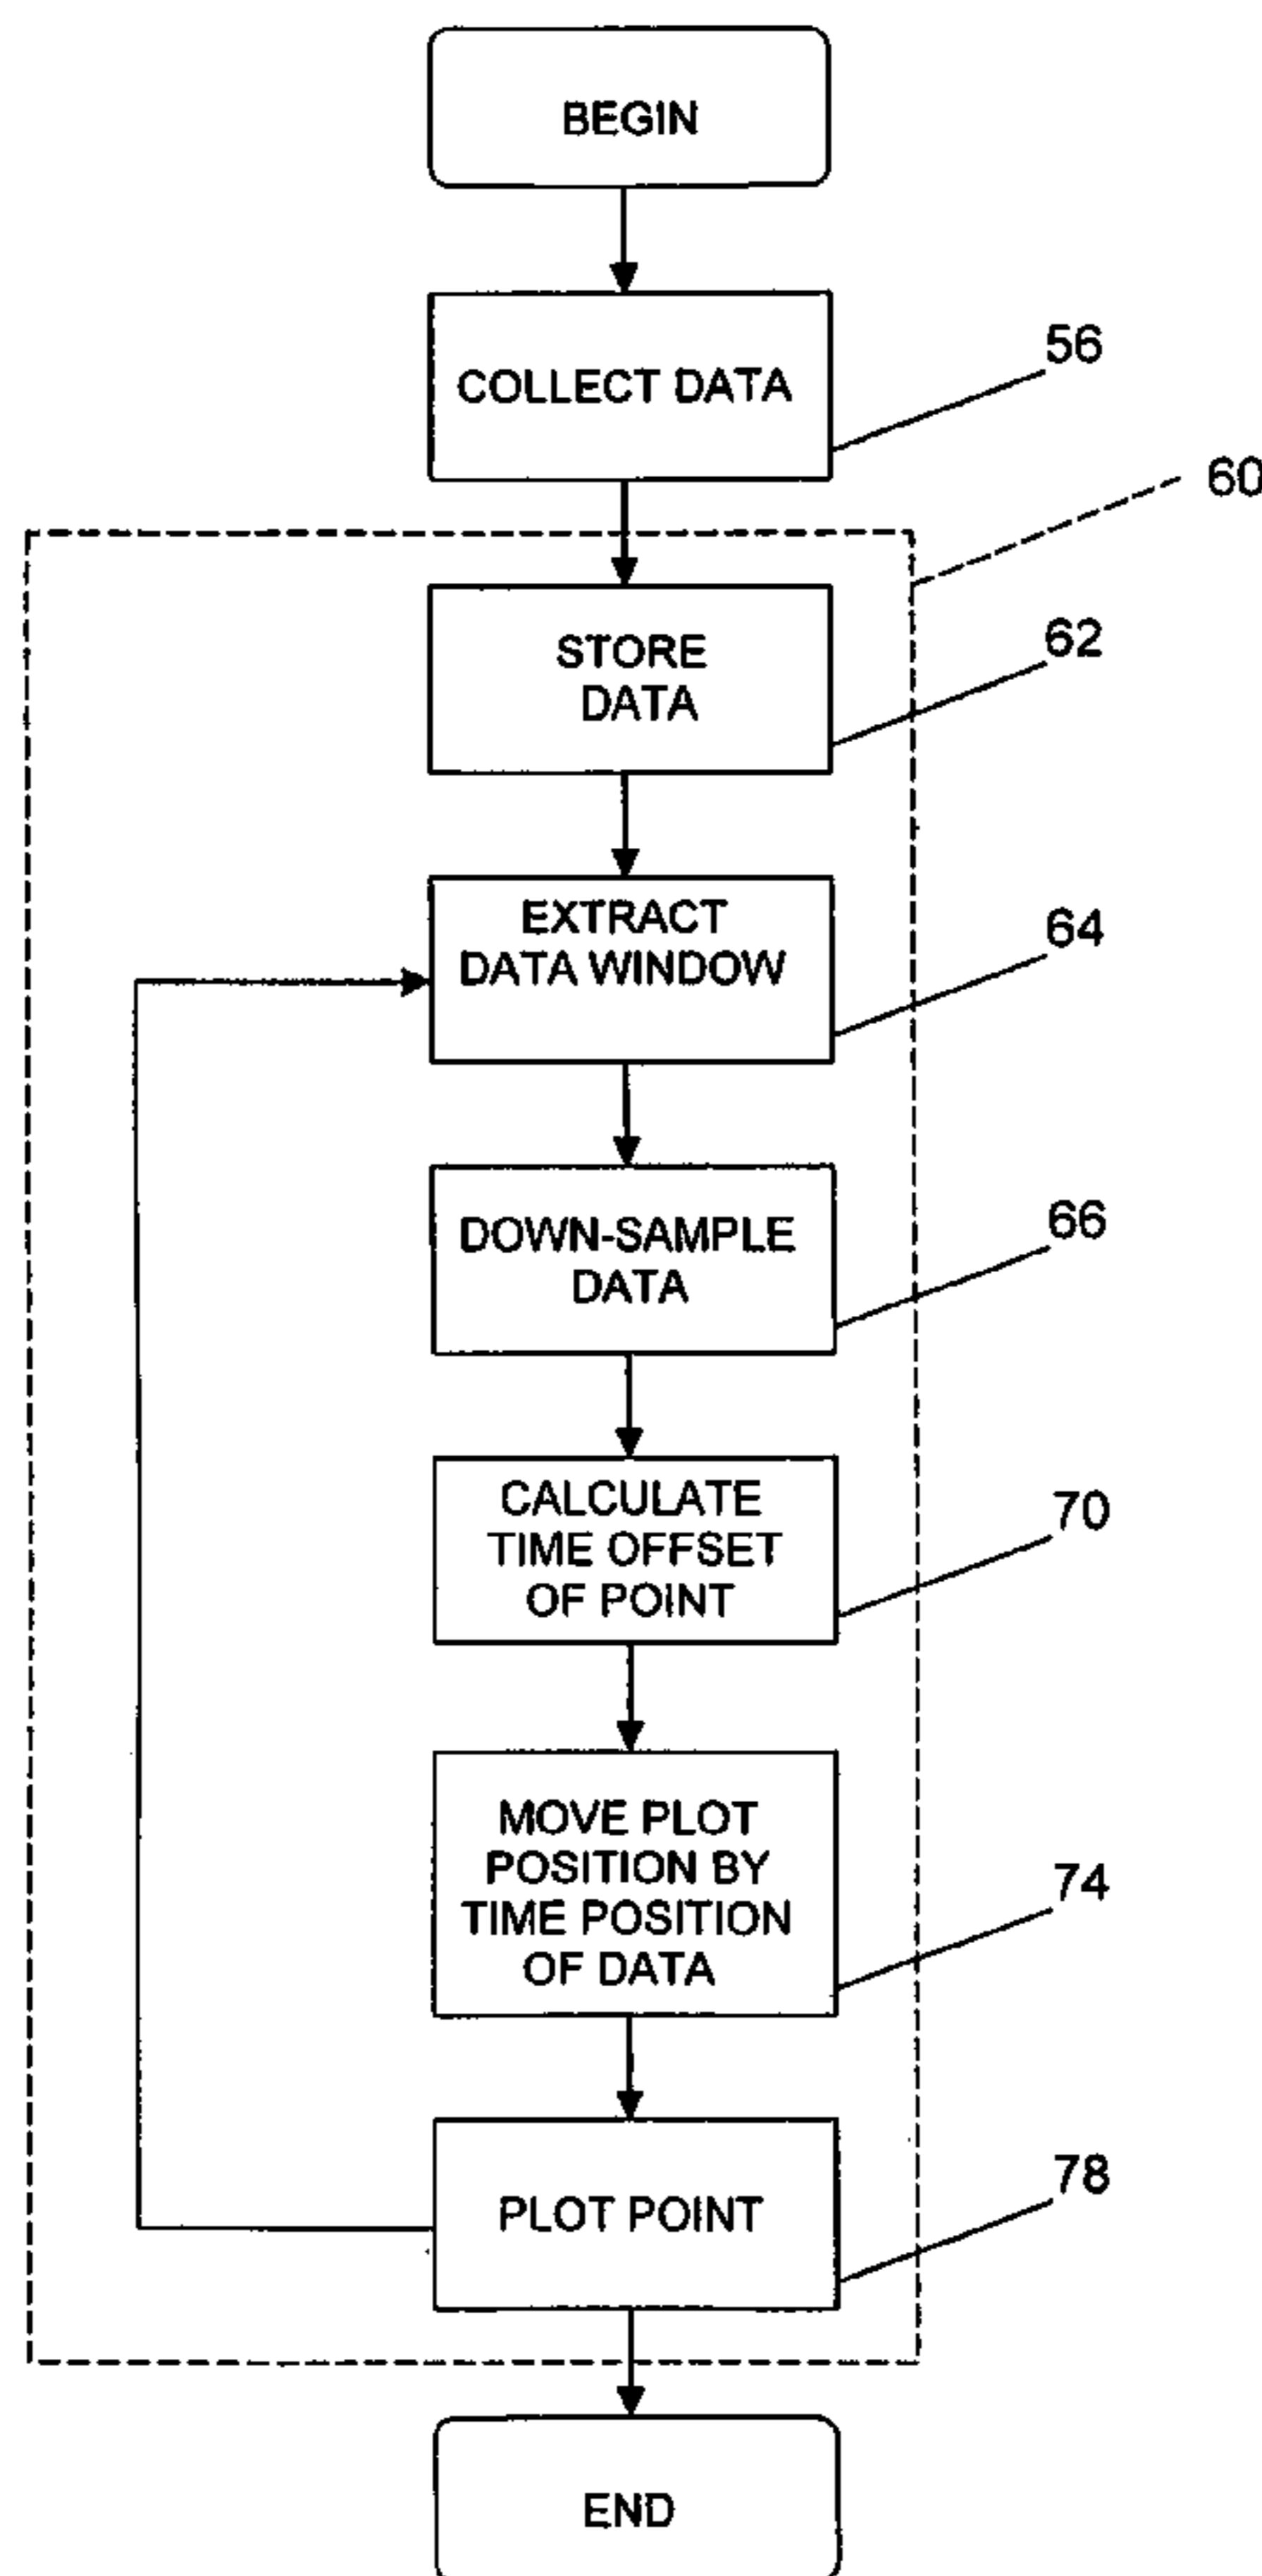 BEGIN
COLLECT DATA
56
60
STORE
DATA
62
EXTRACT
DATA WINDOW
64
DOWN-SAMPLE
DATA
66
CALCULATE
TIME OFFSET
OF POINT
70
MOVE PLOT
POSITION BY
TIME POSITION
OF DATA
74
PLOT POINT
78
END